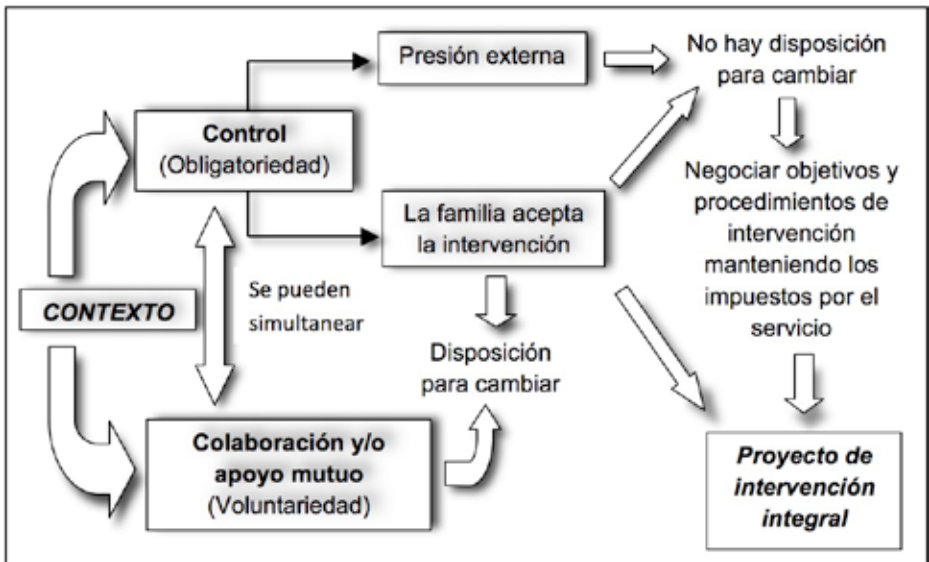 Presión externa
No hay disposición
para cambiar
Control
(Obligatoriedad)
La familia acepta
la intervención
Negociar objetivos y
procedimientos de
intervención
manteniendo los
impuestos por el
servicio
CONTEXTO
Se pueden
simultanear
Disposición
para cambiar
Colaboración y/o
apoyo mutuo
(Voluntariedad)
Proyecto de
intervención
integral